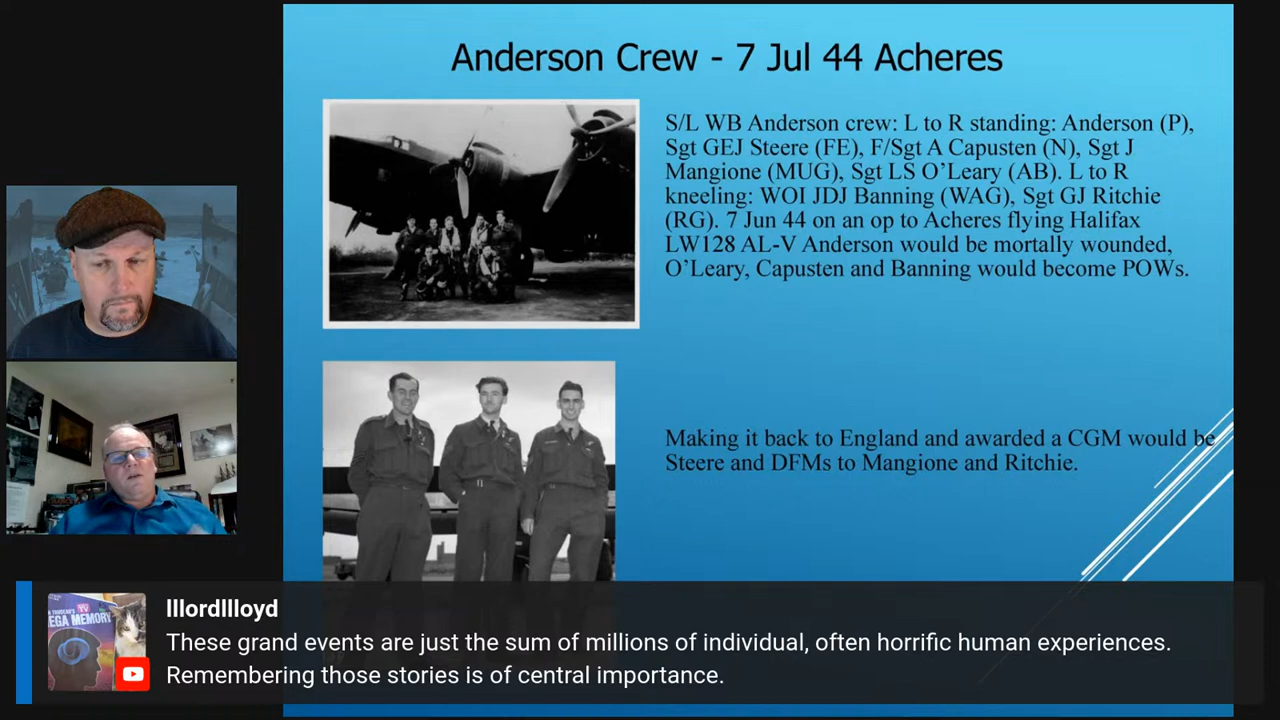 Anderson Crew - 7 Jul 44 Acheres
S/L WB Anderson crew: L to R standing: Anderson (P),
Sgt GEJ Steere (FE), F/Sgt A Capusten (N), Sgt J
Mangione (MUG), Sgt LS O’Leary (AB). L to R
kneeling: WOI JDJ Banning (WAG), Sgt GJ Ritchie
(RG). 7 Jun 44 on an op to Acheres flying Halifax
LW128 AL-V Anderson would be mortally wounded,
O’Leary, Capusten and Banning would become POWs.
Making it back to England and awarded a CGM would be
Steere and DFMs to Mangione and Ritchie.
TV
MEMORY
lllordllloyd
These grand events are just the sum of millions of individual, often horrific human experiences.
Remembering those stories is of central importance.